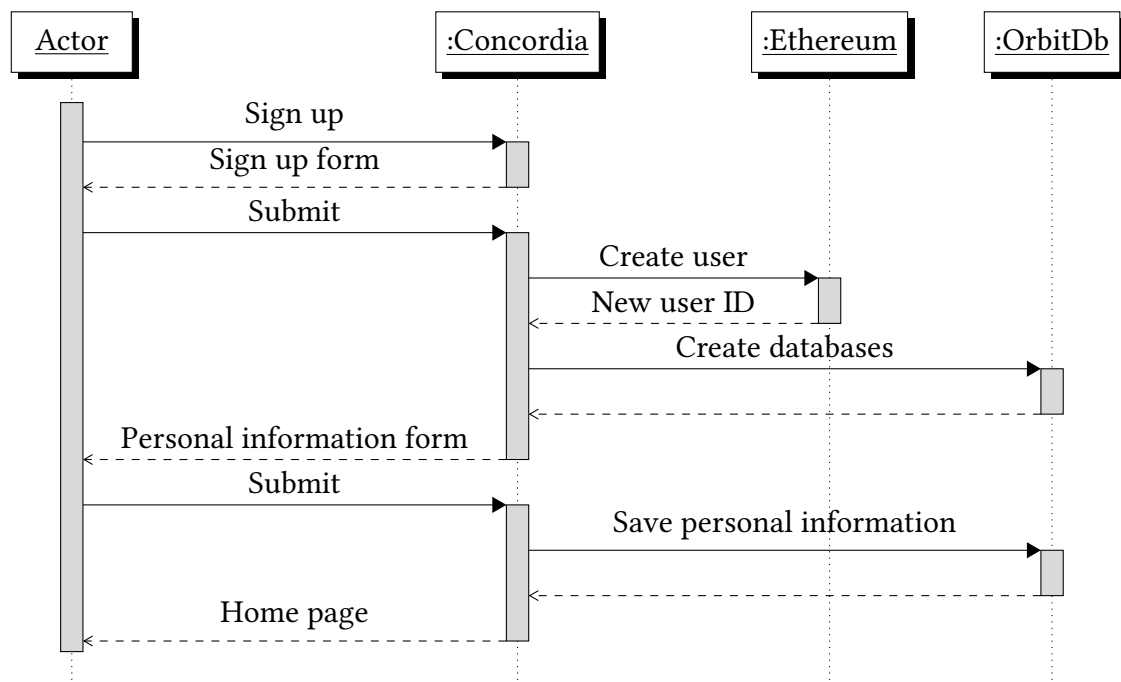 Actor
:Concordia
:Ethereum
:OrbitDb
Sign up
Sign up form
Submit
Create user
New user ID
Create databases
Personal information form
Submit
Save personal information
Home page